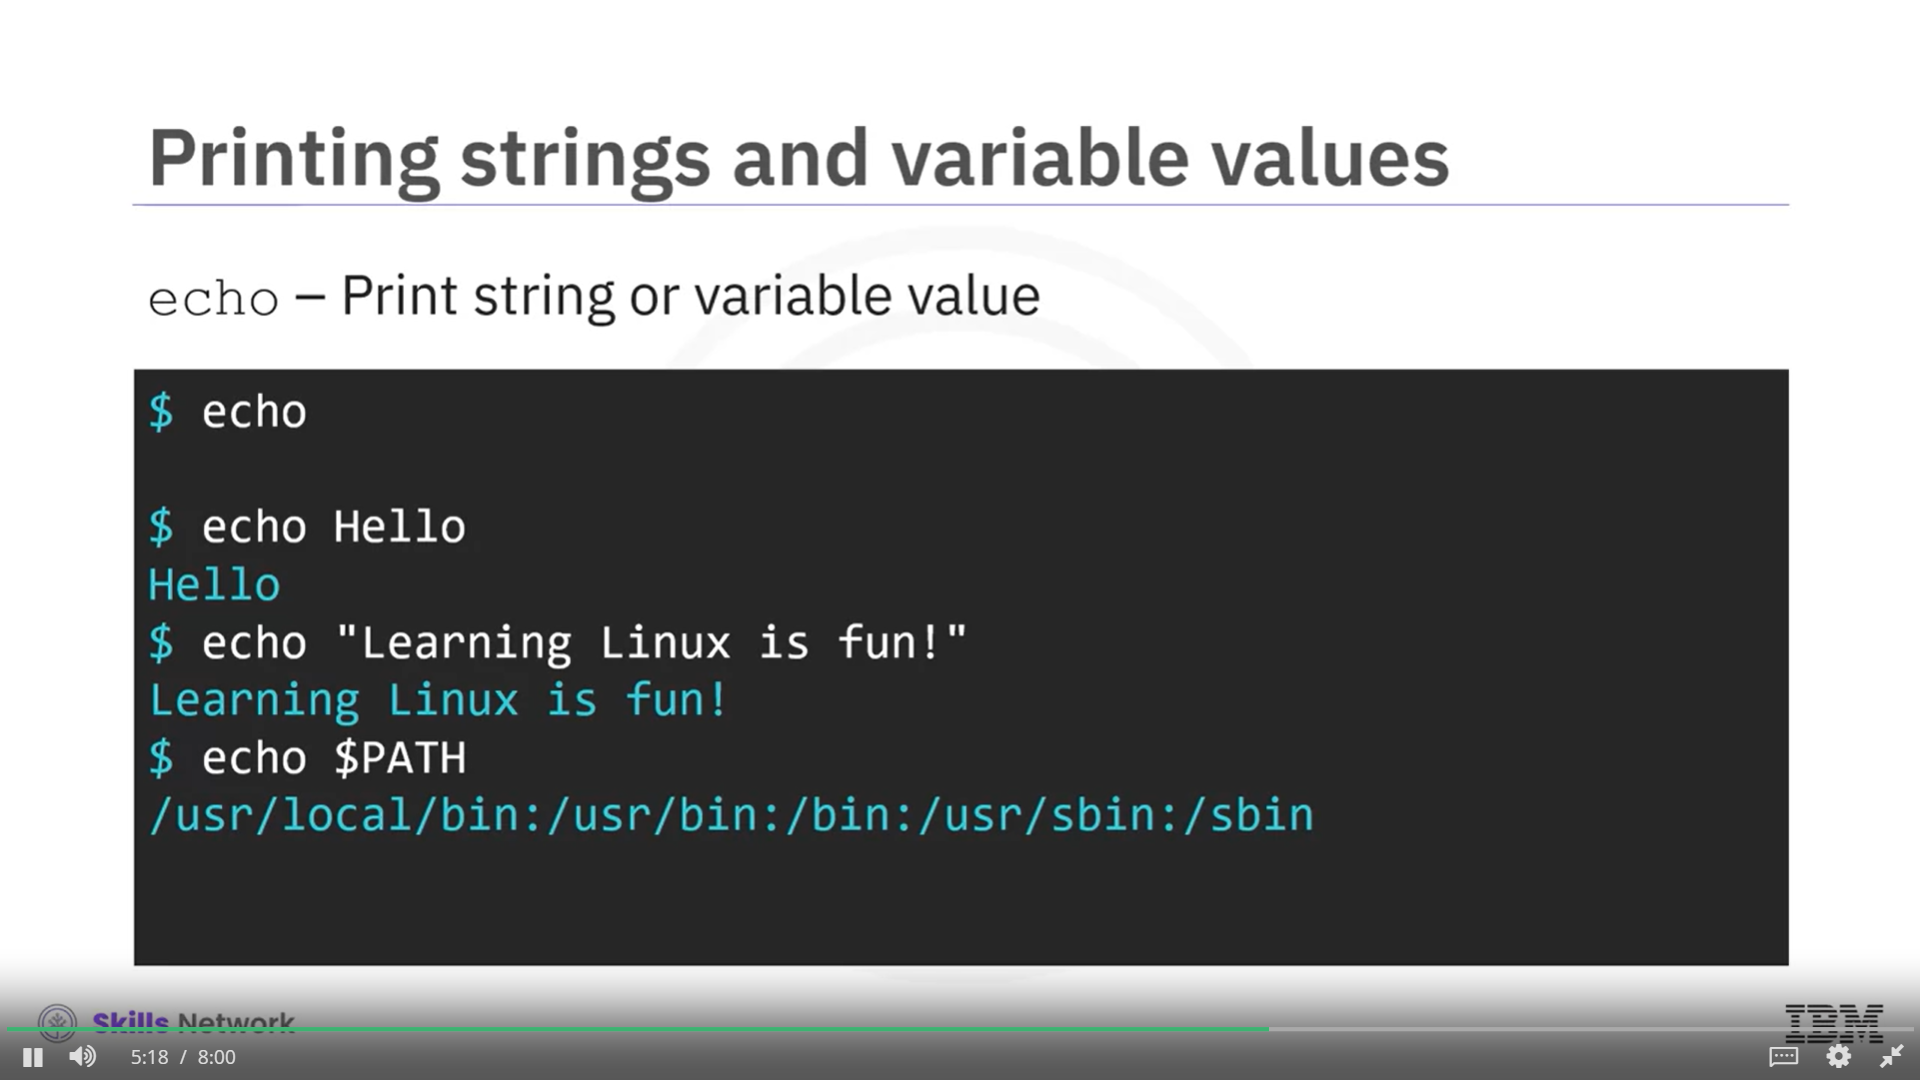 Printing strings and variable values
echo – Print string or variable value
$ echo
$ echo Hello
Hello
$ echo "Learning Linux is fun!"
Learning Linux is fun!
$ echo $PATH
/usr/local/bin:/usr/bin:/bin:/usr/sbin:/sbin
Skills Network
IBM
5:18 / 8:00